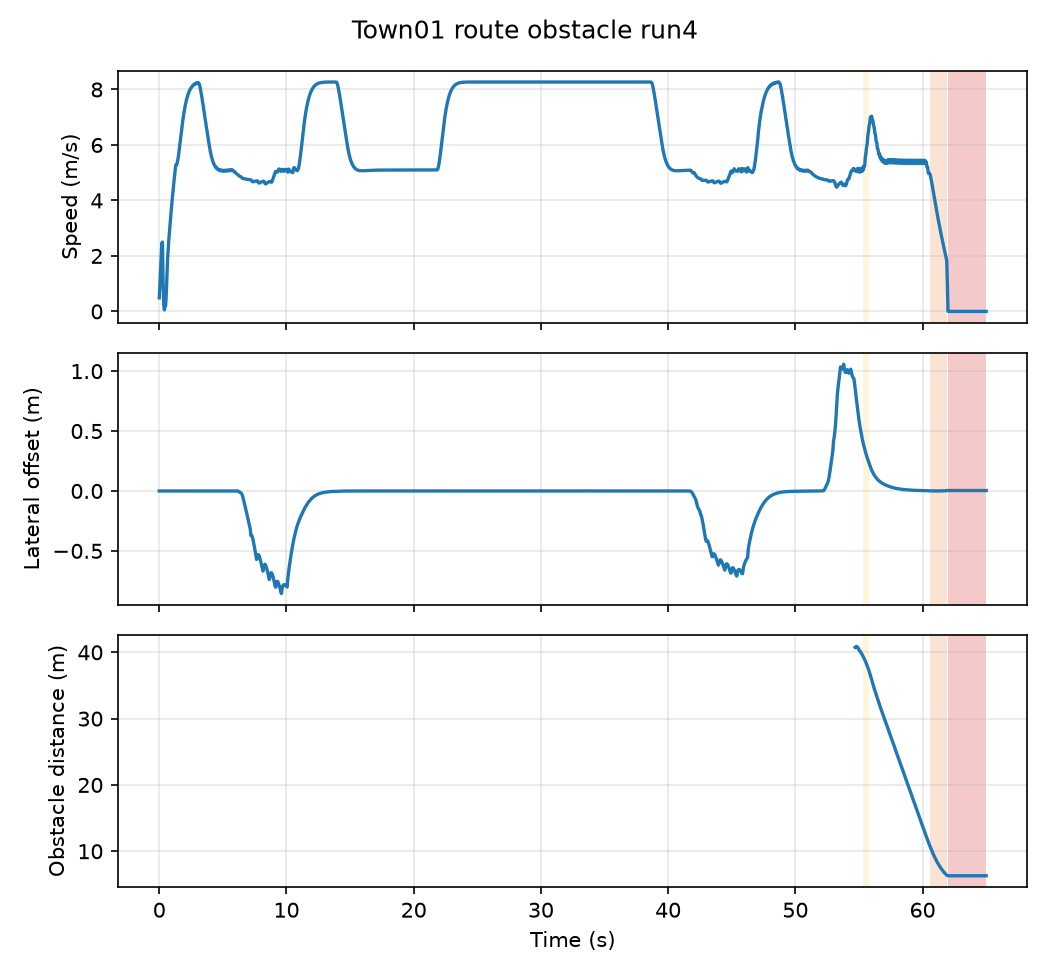 Town01 route obstacle run4
Speed (m/s)
8
6
4
2
0
Lateral offset (m)
1.0
0.5
0.0
−0.5
Obstacle distance (m)
40
30
20
10
0 10 20 30 40 50 60
Time (s)